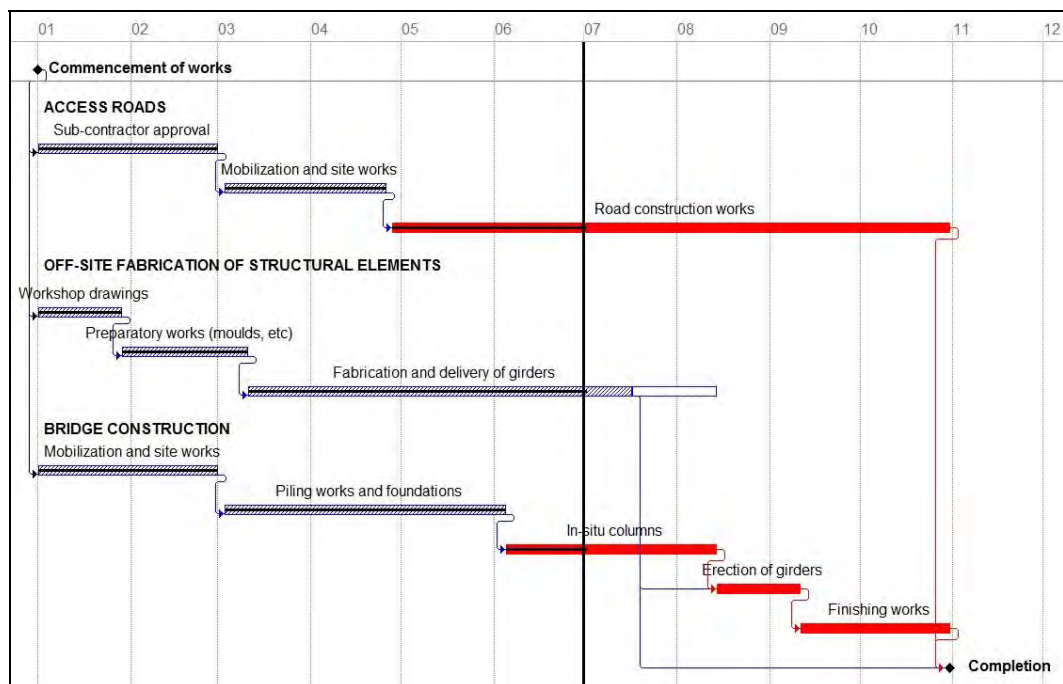 01 02 03 04 05 06 07 08 09 10 11 12
Commencement of works
ACCESS ROADS
Sub-contractor approval
Mobilization and site works
Road construction works
OFF-SITE FABRICATION OF STRUCTURAL ELEMENTS
Workshop drawings
Preparatory works (moulds, etc)
Fabrication and delivery of girders
BRIDGE CONSTRUCTION
Mobilization and site works
Piling works and foundations
In-situ columns
Erection of girders
Finishing works
Completion